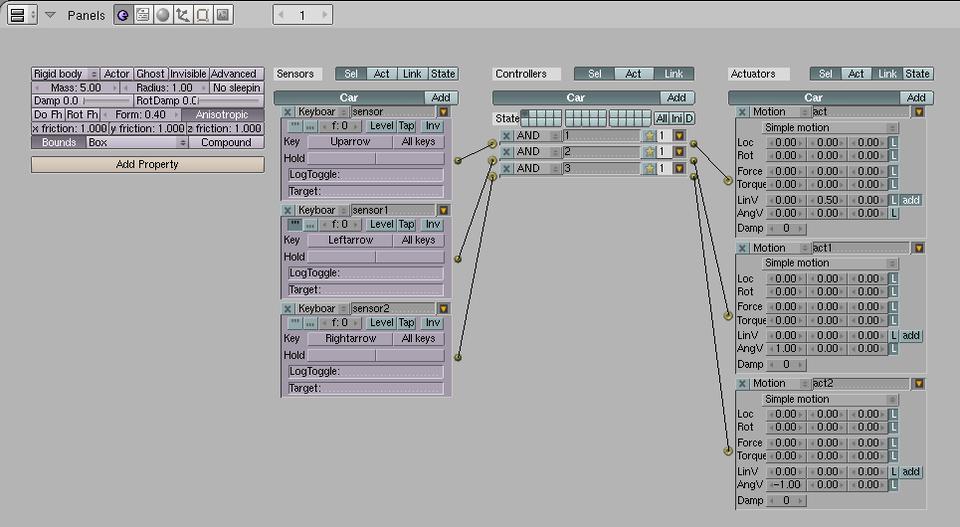 Panels
1
Rigid body Actor Ghost Invisible Advanced
Mass: 5.00 Radius: 1.00 No sleepin
Damp 0.0 RotDamp 0.0
Do Fh Rot Fh Form: 0.40 Anisotropic
x friction: 1.000 y friction: 1.000 z friction: 1.000
Bounds Box Compound
Add Property
Sensors Sel Act Link State
Car Add
Keyboar sensor
f: 0 Level Tap Inv
Key Uparrow All keys
Hold
LogToggle:
Target:
Keyboar sensor1
f: 0 Level Tap Inv
Key Leftarrow All keys
Hold
LogToggle:
Target:
Keyboar sensor2
f: 0 Level Tap Inv
Key Rightarrow All keys
Hold
LogToggle:
Target:
Controllers Sel Act Link
Car Add
State All Ini D
AND 1 1
AND 2 1
AND 3 1
Actuators Sel Act Link State
Car Add
Motion act
Simple motion
Loc 0.00 0.00 0.00 L
Rot 0.00 0.00 0.00 L
Force 0.00 0.00 0.00 L
Torque 0.00 0.00 0.00 L
LinV 0.00 0.50 0.00 L add
AngV 0.00 0.00 0.00 L
Damp 0
Motion act1
Simple motion
Loc 0.00 0.00 0.00 L
Rot 0.00 0.00 0.00 L
Force 0.00 0.00 0.00 L
Torque 0.00 0.00 0.00 L
LinV 0.00 0.00 0.00 L add
AngV 1.00 0.00 0.00 L
Damp 0
Motion act2
Simple motion
Loc 0.00 0.00 0.00 L
Rot 0.00 0.00 0.00 L
Force 0.00 0.00 0.00 L
Torque 0.00 0.00 0.00 L
LinV 0.00 0.00 0.00 L add
AngV -1.00 0.00 0.00 L
Damp 0